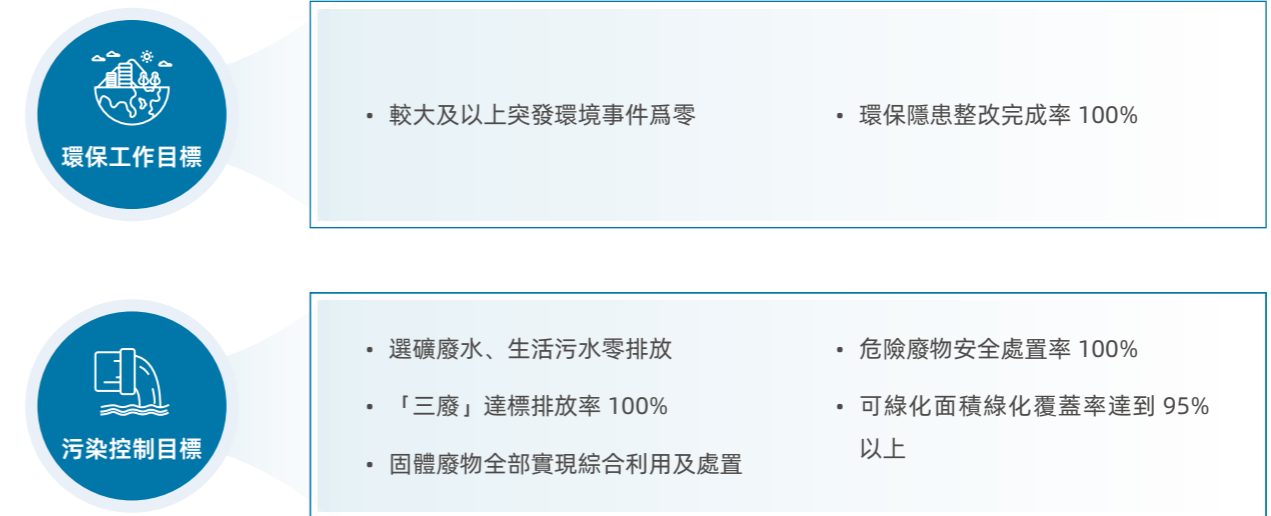 環保工作目標
• 較大及以上突發環境事件爲零
• 環保隱患整改完成率 100%
污染控制目標
• 選礦廢水、生活污水零排放
• 「三廢」達標排放率 100%
• 固體廢物全部實現綜合利用及處置
• 危險廢物安全處置率 100%
• 可綠化面積綠化覆蓋率達到 95%
以上